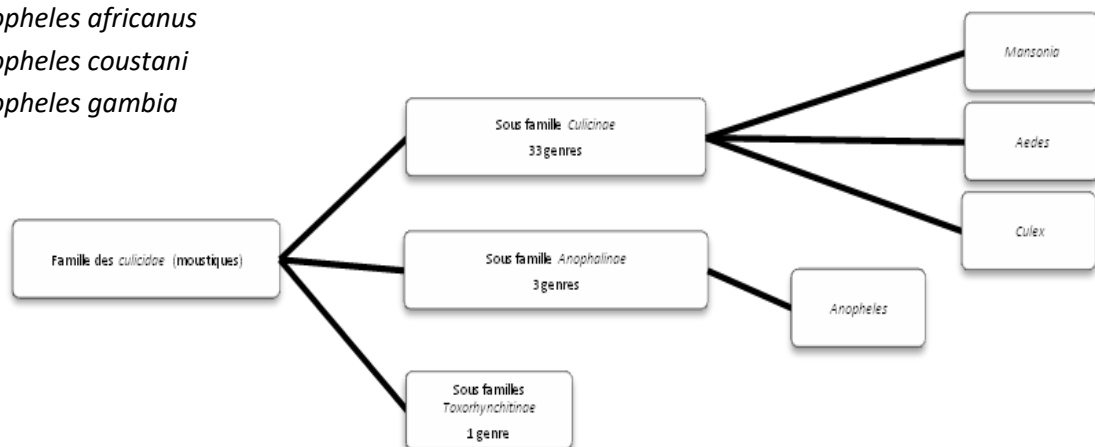 opheles africanus
opheles coustani
opheles gambia
Mansonia
Sous famille Culicinae
33 genres
Aedes
Culex
Famille des culicidae (moustiques)
Sous famille Anophalinae
3 genres
Anopheles
Sous familles
Toxorhynchitinae
1 genre